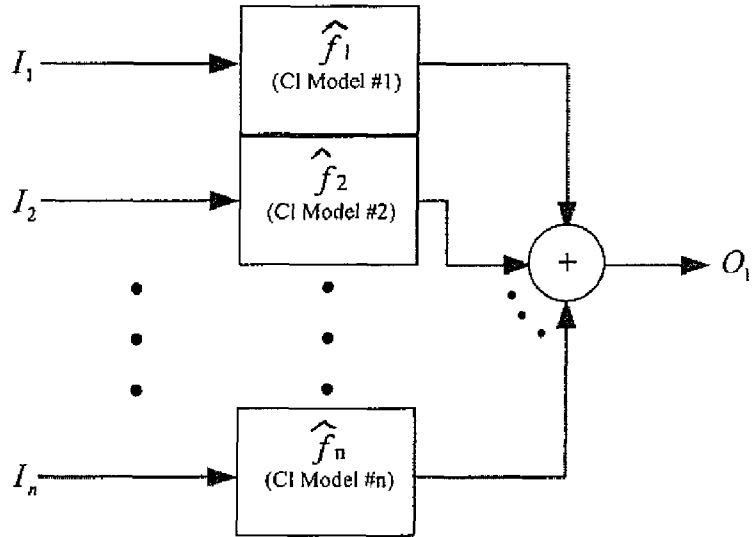 I₁
f̂₁
(CI Model #1)
I₂
f̂₂
(CI Model #2)
+
O₁
Iₙ
f̂ₙ
(CI Model #n)